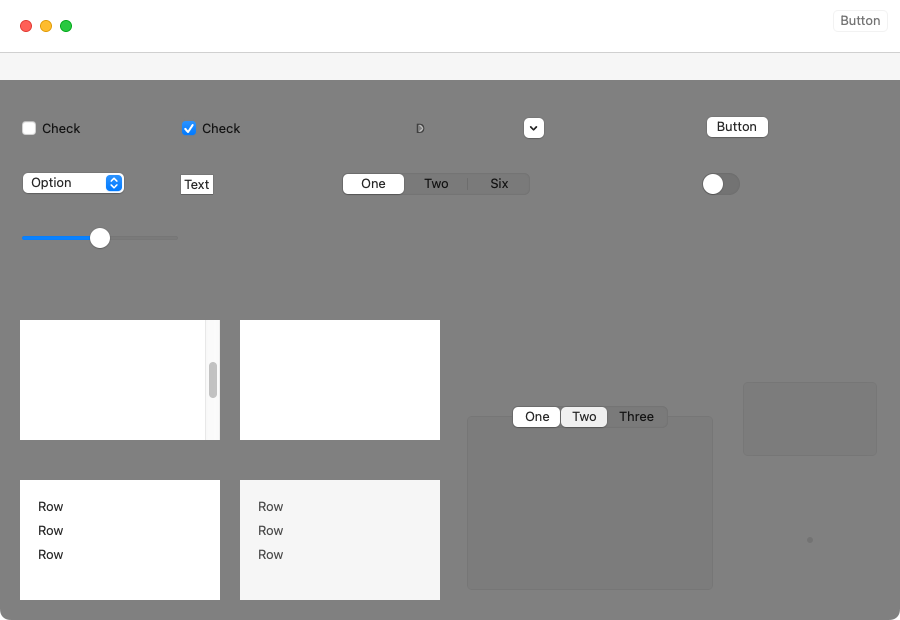 Button
Check
Check
Button
Option
Text
One
Two
Six
One
Two
Three
Row
Row
Row
Row
Row
Row